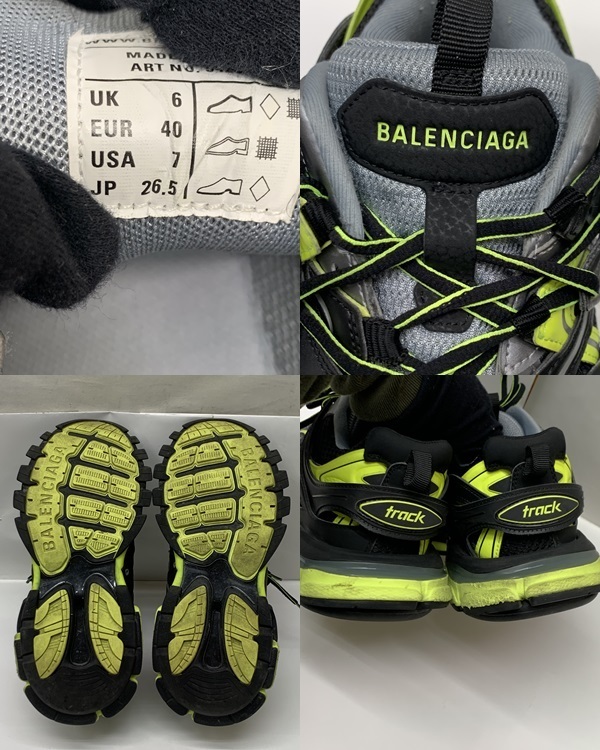 MADE
ART NO.
UK 6
EUR 40
USA 7
JP 26.5
BALENCIAGA
BALENCIAGA
BALENCIAGA
track
track